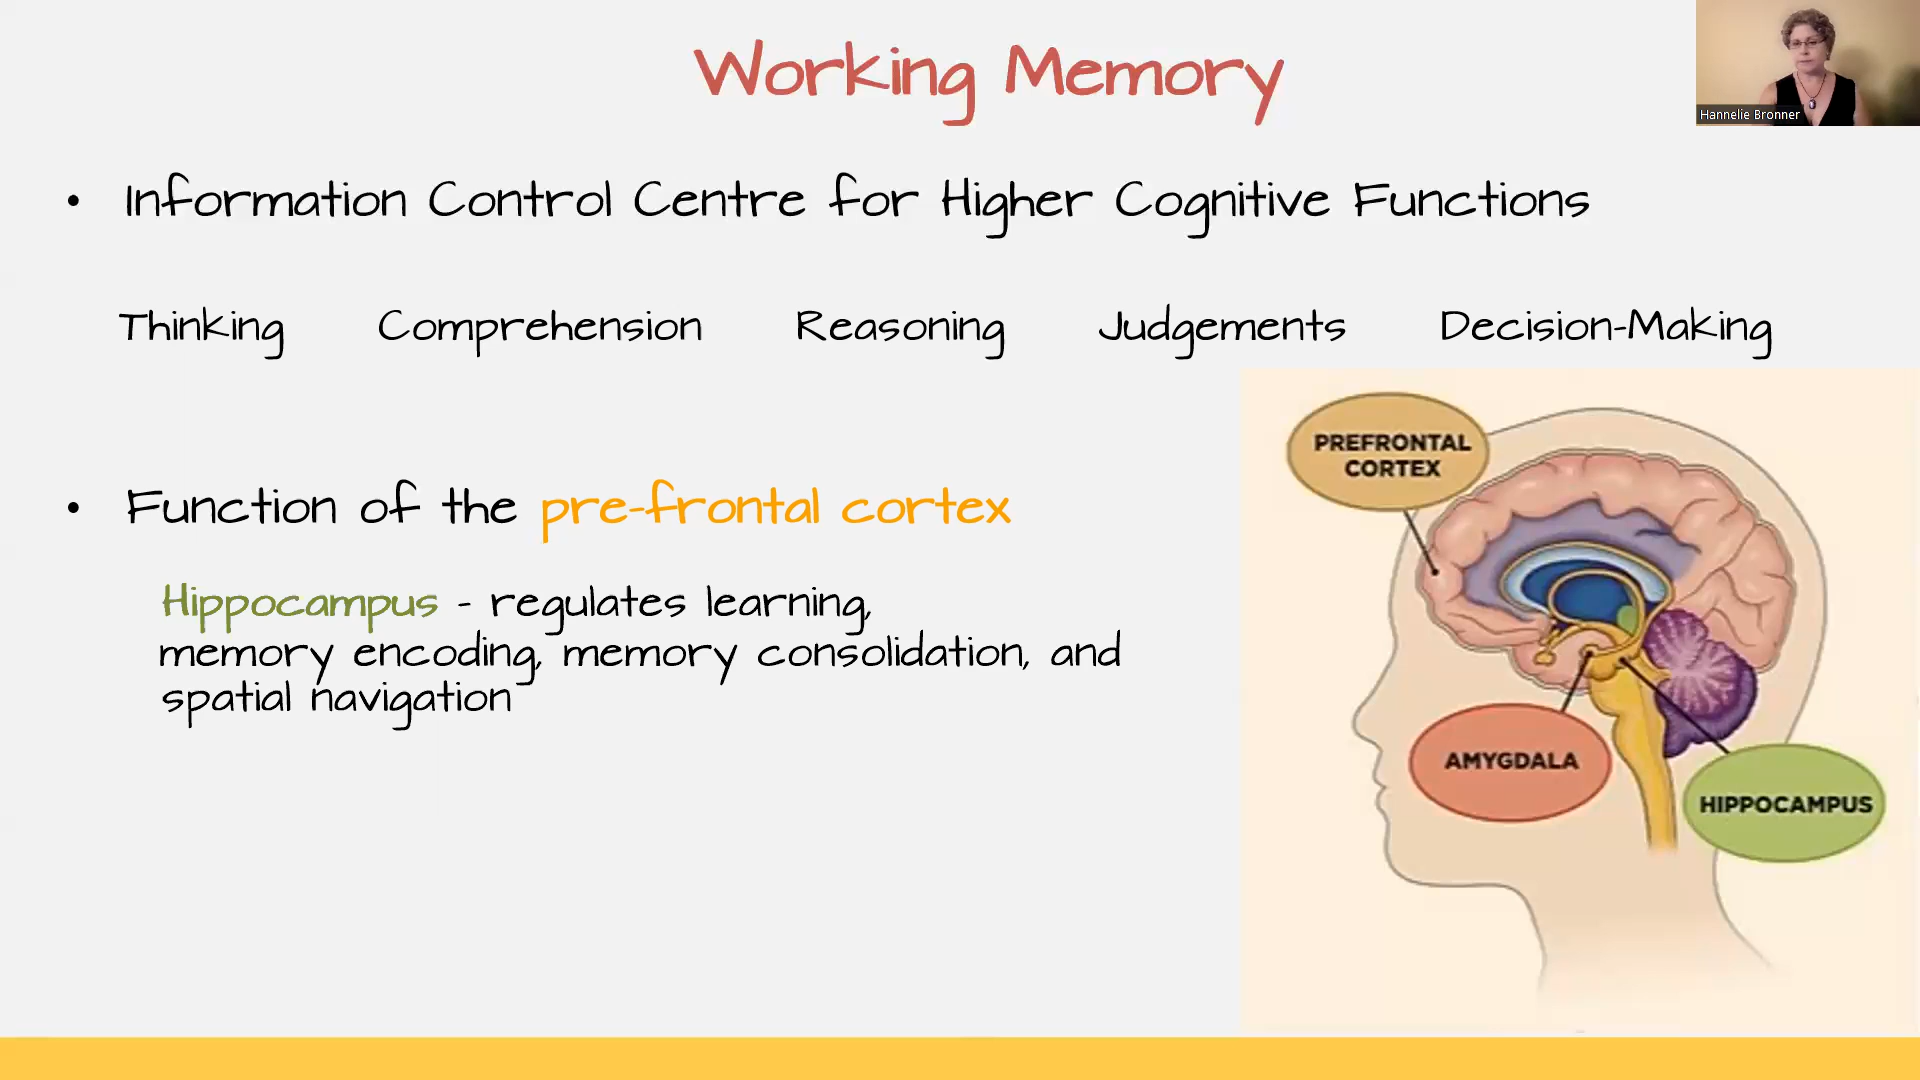 Working Memory
Hannelie Bronner
• Information Control Centre for Higher Cognitive Functions
Thinking Comprehension Reasoning Judgements Decision-Making
• Function of the pre-frontal cortex
Hippocampus - regulates learning,
memory encoding, memory consolidation, and
spatial navigation
PREFRONTAL
CORTEX
AMYGDALA
HIPPOCAMPUS